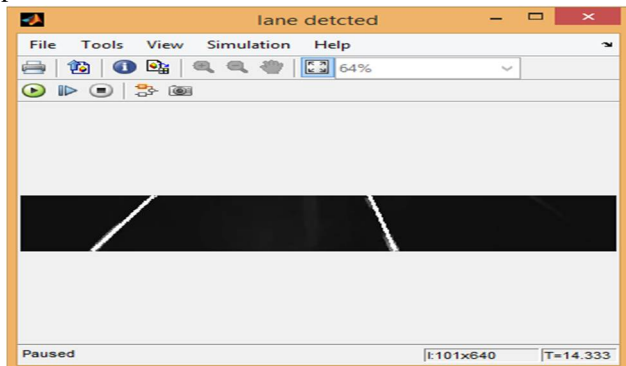 lane detcted
File Tools View Simulation Help
64%
Paused I:101x640 T=14.333